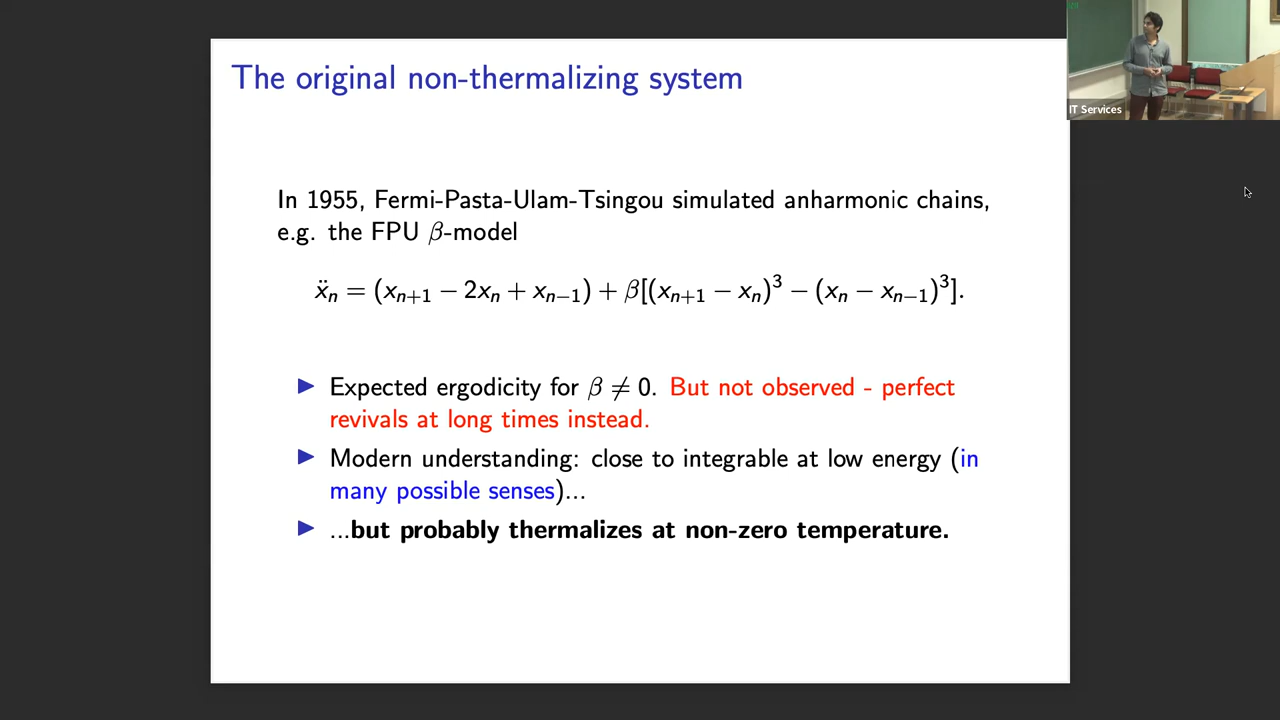 The original non-thermalizing system
IT Services
In 1955, Fermi-Pasta-Ulam-Tsingou simulated anharmonic chains,
e.g. the FPU β-model
ẍₙ = (xₙ₊₁ − 2xₙ + xₙ₋₁) + β[(xₙ₊₁ − xₙ)³ − (xₙ − xₙ₋₁)³].
▶ Expected ergodicity for β ≠ 0. But not observed - perfect
revivals at long times instead.
▶ Modern understanding: close to integrable at low energy (in
many possible senses)...
▶ ...but probably thermalizes at non-zero temperature.